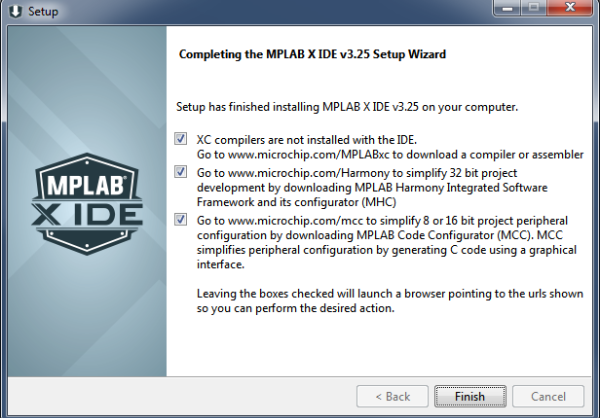 Setup
Completing the MPLAB X IDE v3.25 Setup Wizard
Setup has finished installing MPLAB X IDE v3.25 on your computer.
XC compilers are not installed with the IDE.
Go to www.microchip.com/MPLABxc to download a compiler or assembler
Go to www.microchip.com/Harmony to simplify 32 bit project
development by downloading MPLAB Harmony Integrated Software
Framework and its configurator (MHC)
Go to www.microchip.com/mcc to simplify 8 or 16 bit project peripheral
configuration by downloading MPLAB Code Configurator (MCC). MCC
simplifies peripheral configuration by generating C code using a graphical
interface.
Leaving the boxes checked will launch a browser pointing to the urls shown
so you can perform the desired action.
MPLAB®
X IDE
< Back
Finish
Cancel